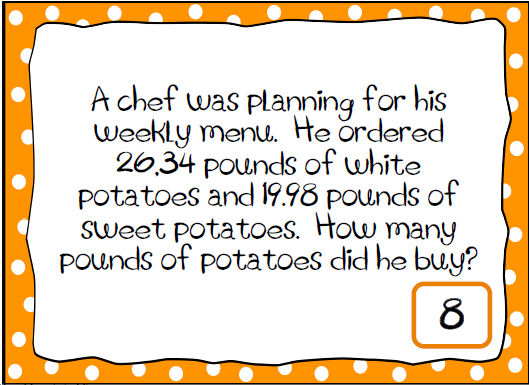 A chef was planning for his
weekly menu. He ordered
26.34 pounds of white
potatoes and 19.98 pounds of
sweet potatoes. How many
pounds of potatoes did he buy?
8